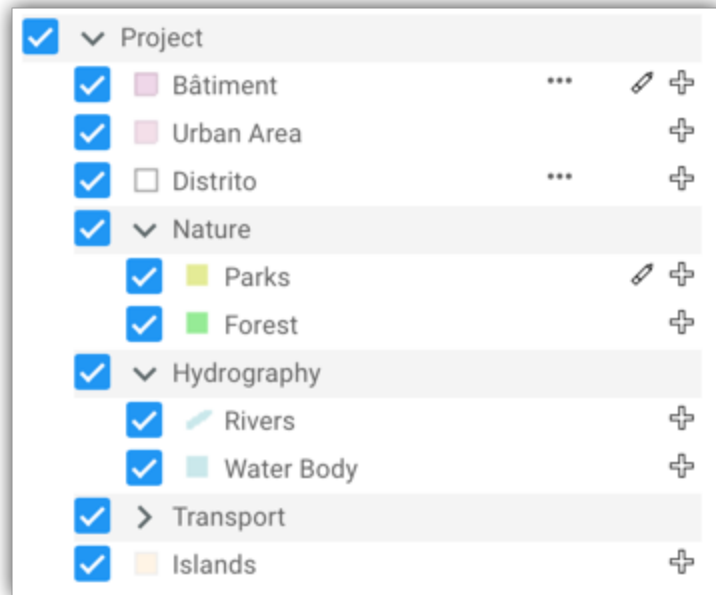 Project
Bâtiment
Urban Area
Distrito
Nature
Parks
Forest
Hydrography
Rivers
Water Body
Transport
Islands